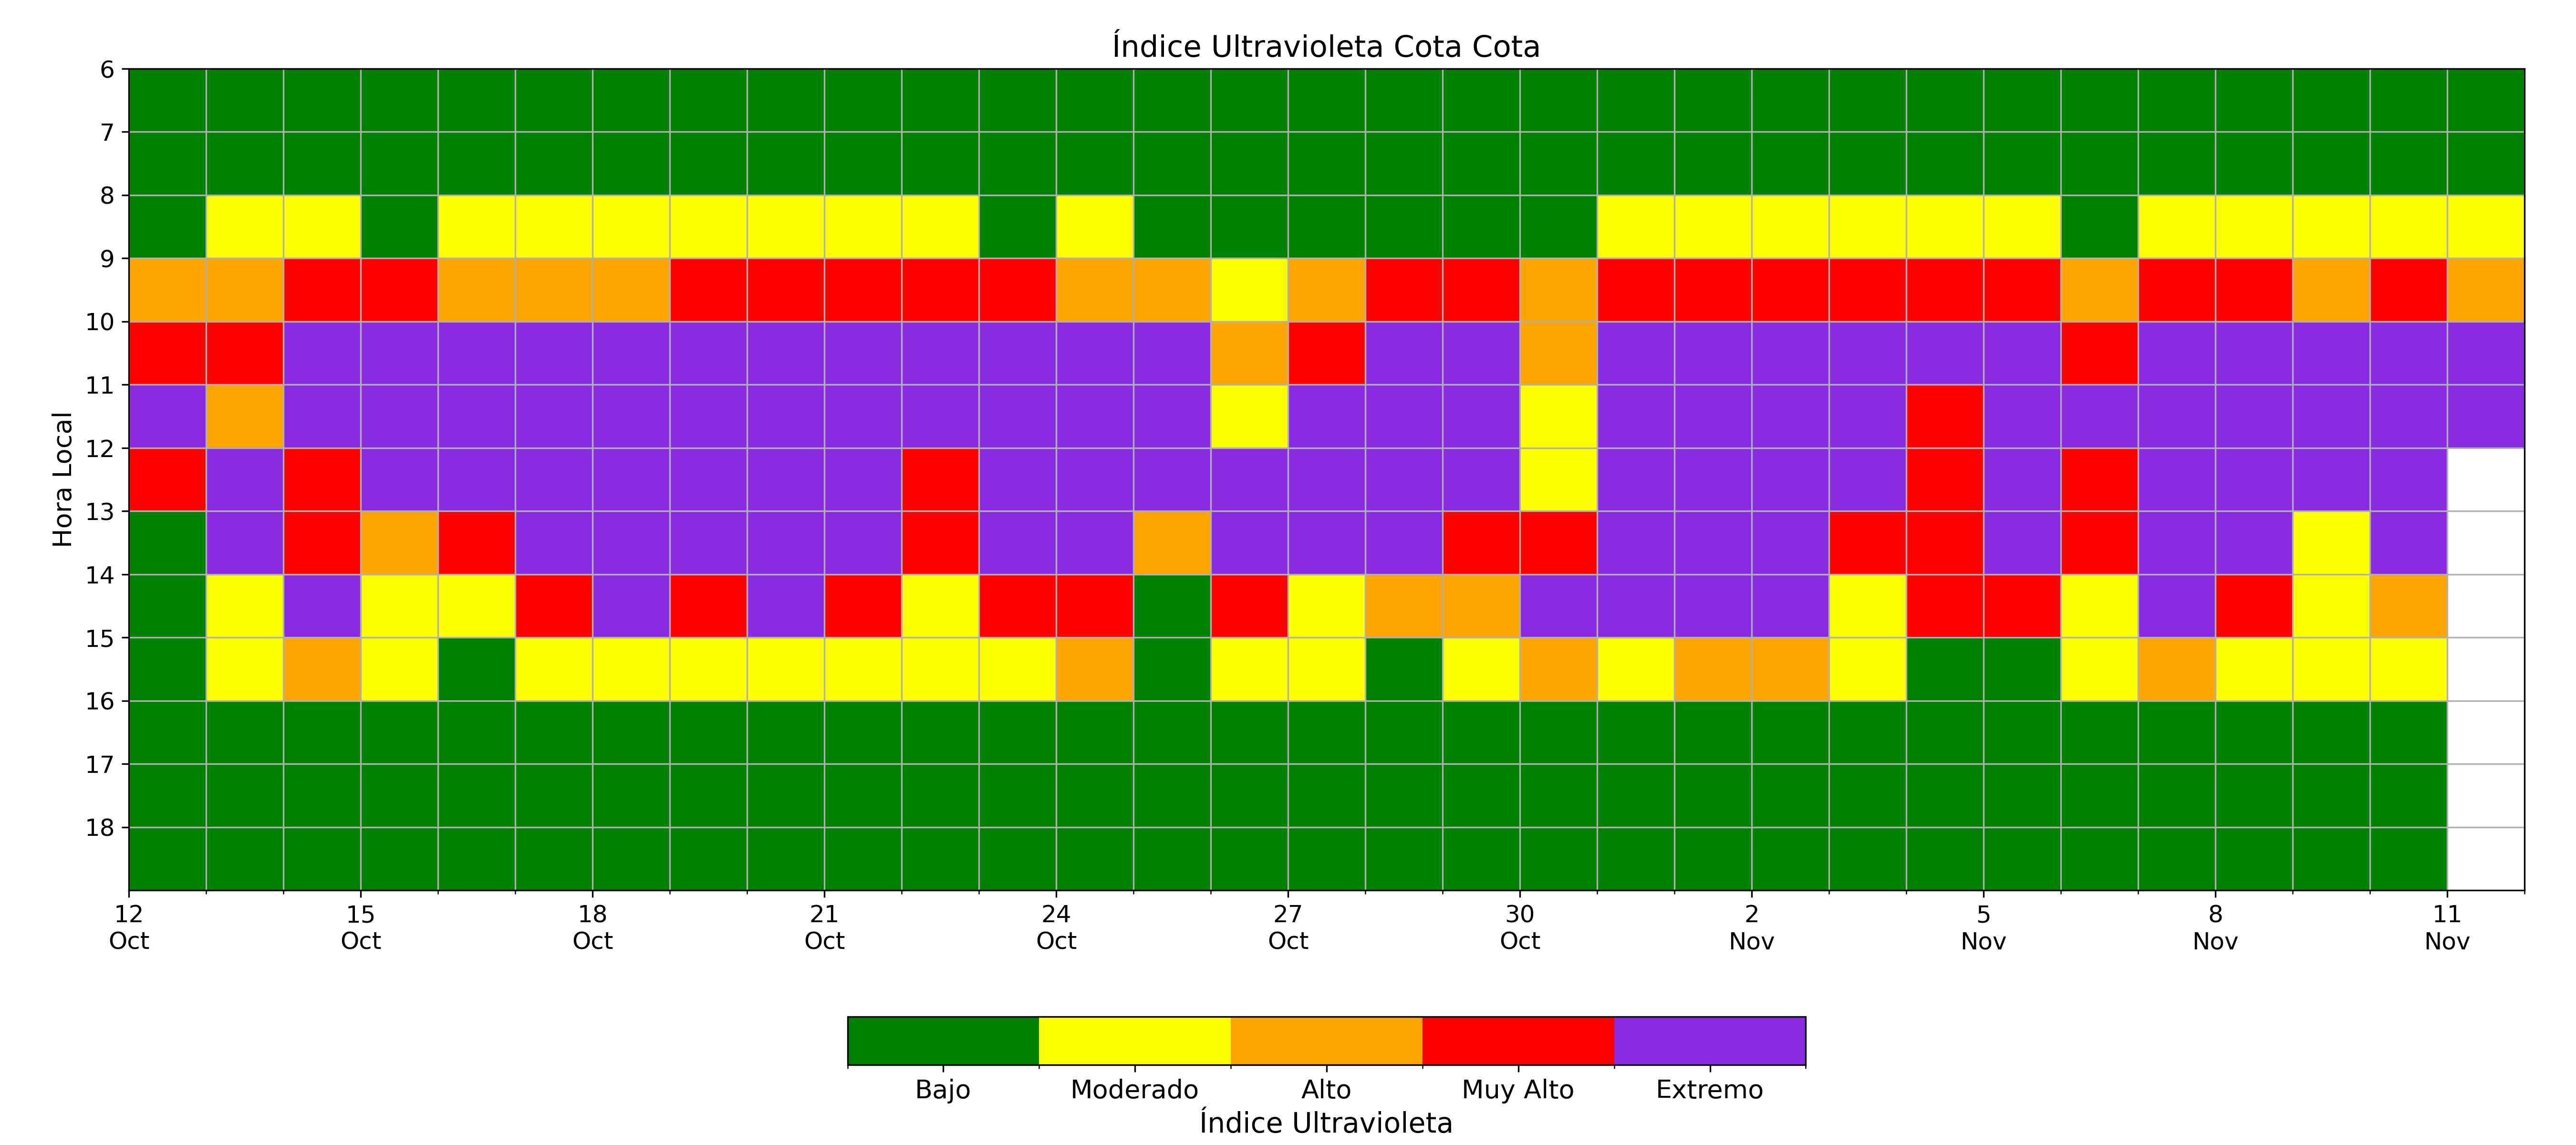 Índice Ultravioleta Cota Cota
Hora Local
6
7
8
9
10
11
12
13
14
15
16
17
18
12 15 18 21 24 27 30 2 5 8 11
Oct Oct Oct Oct Oct Oct Oct Nov Nov Nov Nov
Bajo Moderado Alto Muy Alto Extremo
Índice Ultravioleta